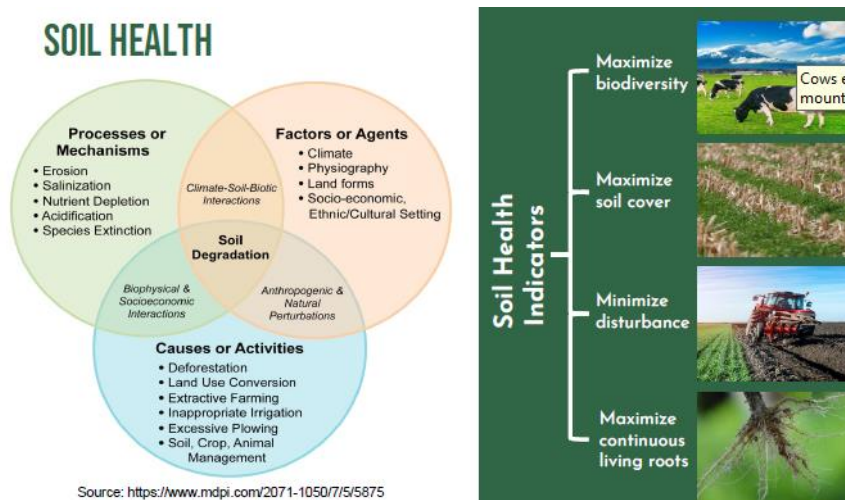 SOIL HEALTH
Processes or
Mechanisms
• Erosion
• Salinization
• Nutrient Depletion
• Acidification
• Species Extinction
Factors or Agents
• Climate
• Physiography
• Land forms
• Socio-economic,
Ethnic/Cultural Setting
Climate-Soil-Biotic
Interactions
Soil
Degradation
Biophysical &
Socioeconomic
Interactions
Anthropogenic &
Natural
Perturbations
Causes or Activities
• Deforestation
• Land Use Conversion
• Extractive Farming
• Inappropriate Irrigation
• Excessive Plowing
• Soil, Crop, Animal
Management
Source: https://www.mdpi.com/2071-1050/7/5/5875
Soil Health
Indicators
Maximize
biodiversity
Cows e
mount
Maximize
soil cover
Minimize
disturbance
Maximize
continuous
living roots